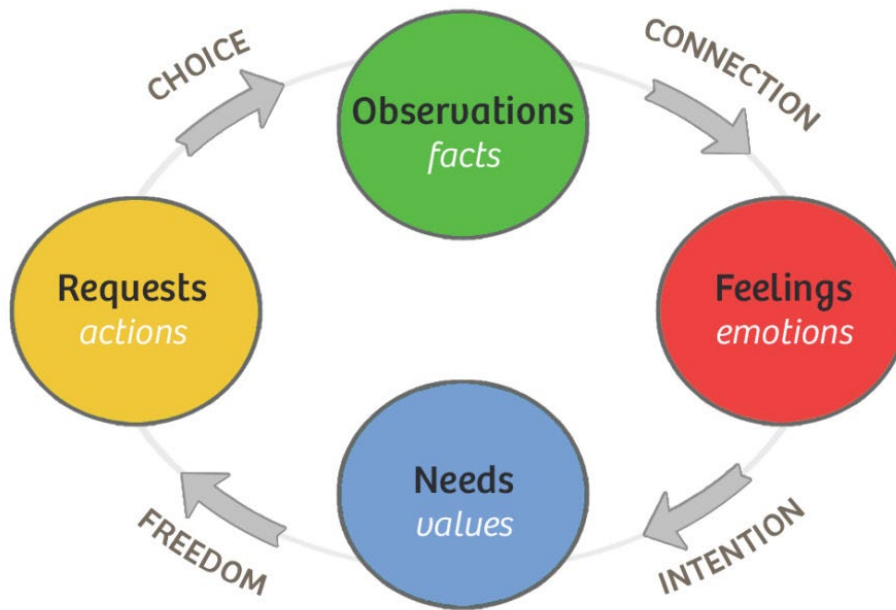 CHOICE
CONNECTION
Observations
facts
Requests
actions
Feelings
emotions
Needs
values
FREEDOM
INTENTION